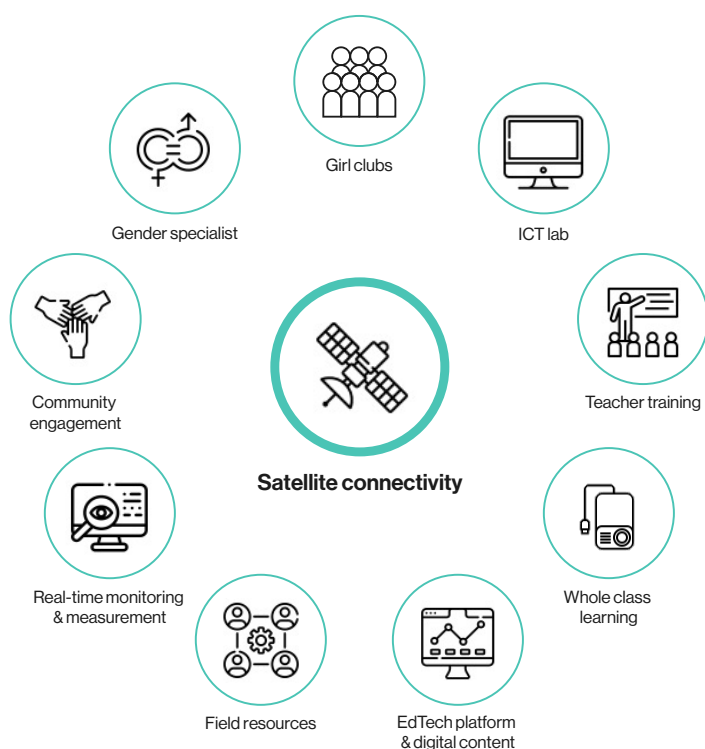 Girl clubs
Gender specialist
ICT lab
Community
engagement
Teacher training
Satellite connectivity
Real-time monitoring
& measurement
Whole class
learning
Field resources
EdTech platform
& digital content